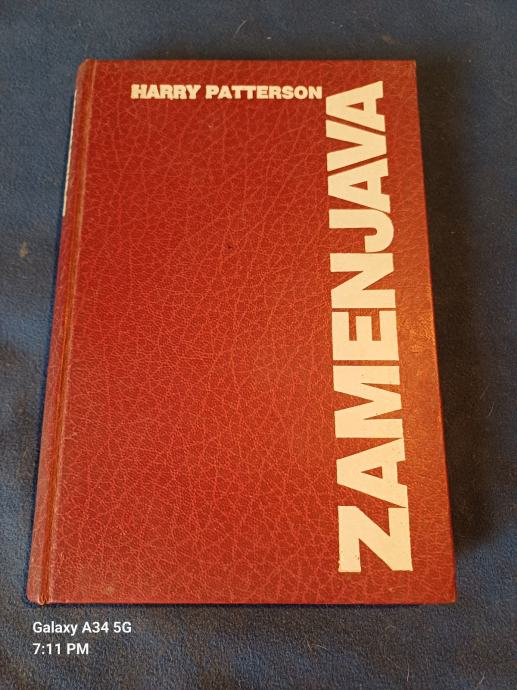 HARRY PATTERSON
ZAMENJAVA
Galaxy A34 5G
7:11 PM